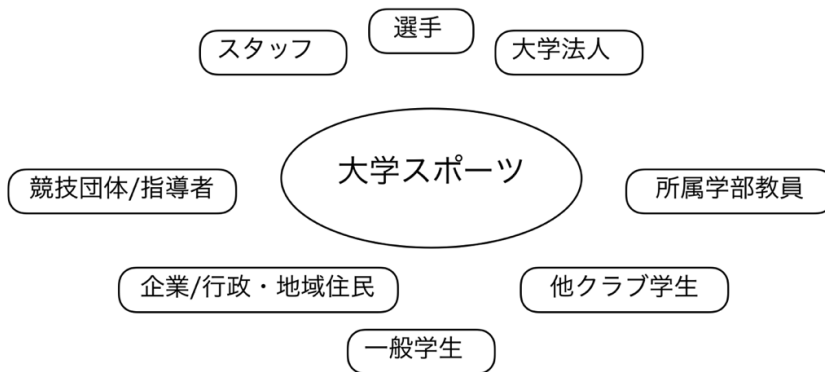 選手
スタッフ
大学法人
大学スポーツ
競技団体/指導者
所属学部教員
企業/行政・地域住民
他クラブ学生
一般学生